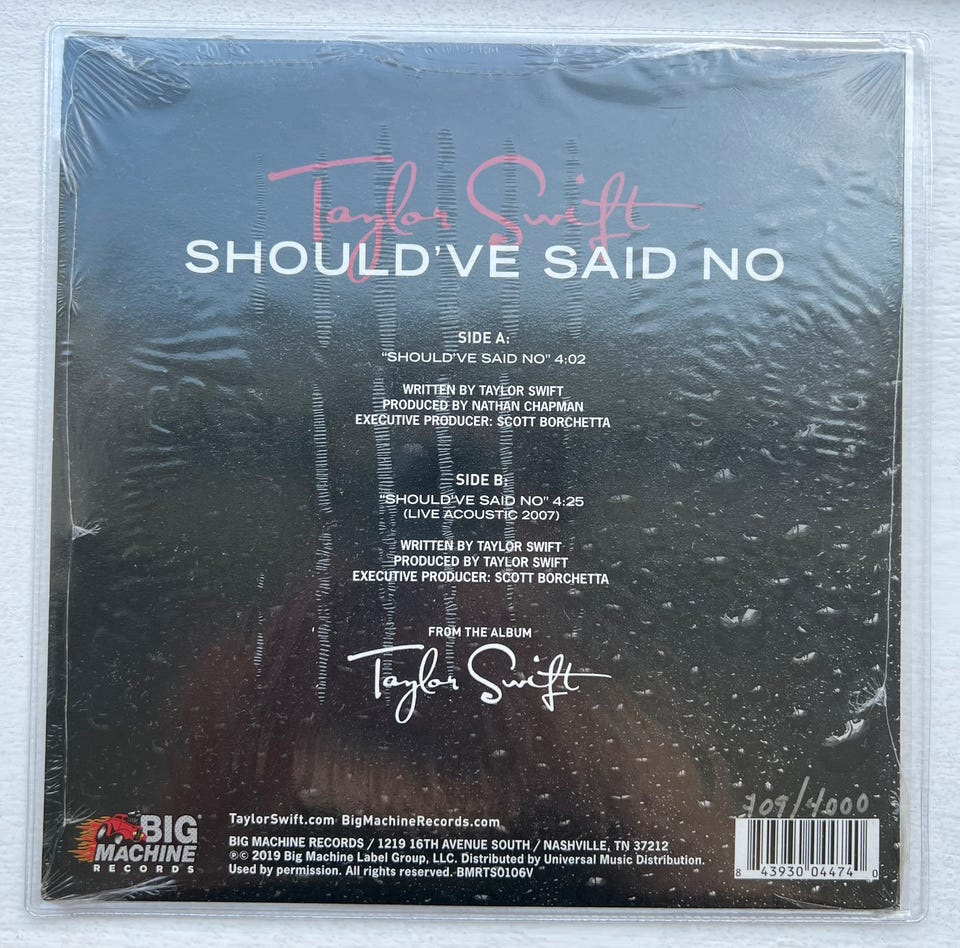 Taylor Swift
SHOULD'VE SAID NO
SIDE A:
"SHOULD'VE SAID NO" 4:02
WRITTEN BY TAYLOR SWIFT
PRODUCED BY NATHAN CHAPMAN
EXECUTIVE PRODUCER: SCOTT BORCHETTA
SIDE B:
"SHOULD'VE SAID NO" 4:25
(LIVE ACOUSTIC 2007)
WRITTEN BY TAYLOR SWIFT
PRODUCED BY TAYLOR SWIFT
EXECUTIVE PRODUCER: SCOTT BORCHETTA
FROM THE ALBUM
Taylor Swift
709/4000
BIG
MACHINE
RECORDS
TaylorSwift.com BigMachineRecords.com
BIG MACHINE RECORDS / 1219 16TH AVENUE SOUTH / NASHVILLE, TN 37212
℗© 2019 Big Machine Label Group, LLC. Distributed by Universal Music Distribution.
Used by permission. All rights reserved. BMRTS0106V
8 43930 04474 0